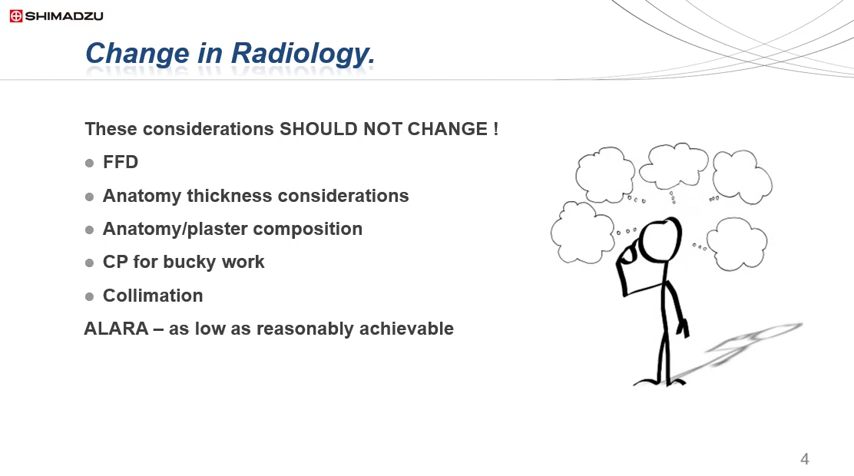 SHIMADZU
Change in Radiology.
These considerations SHOULD NOT CHANGE !
FFD
Anatomy thickness considerations
Anatomy/plaster composition
CP for bucky work
Collimation
ALARA – as low as reasonably achievable
4